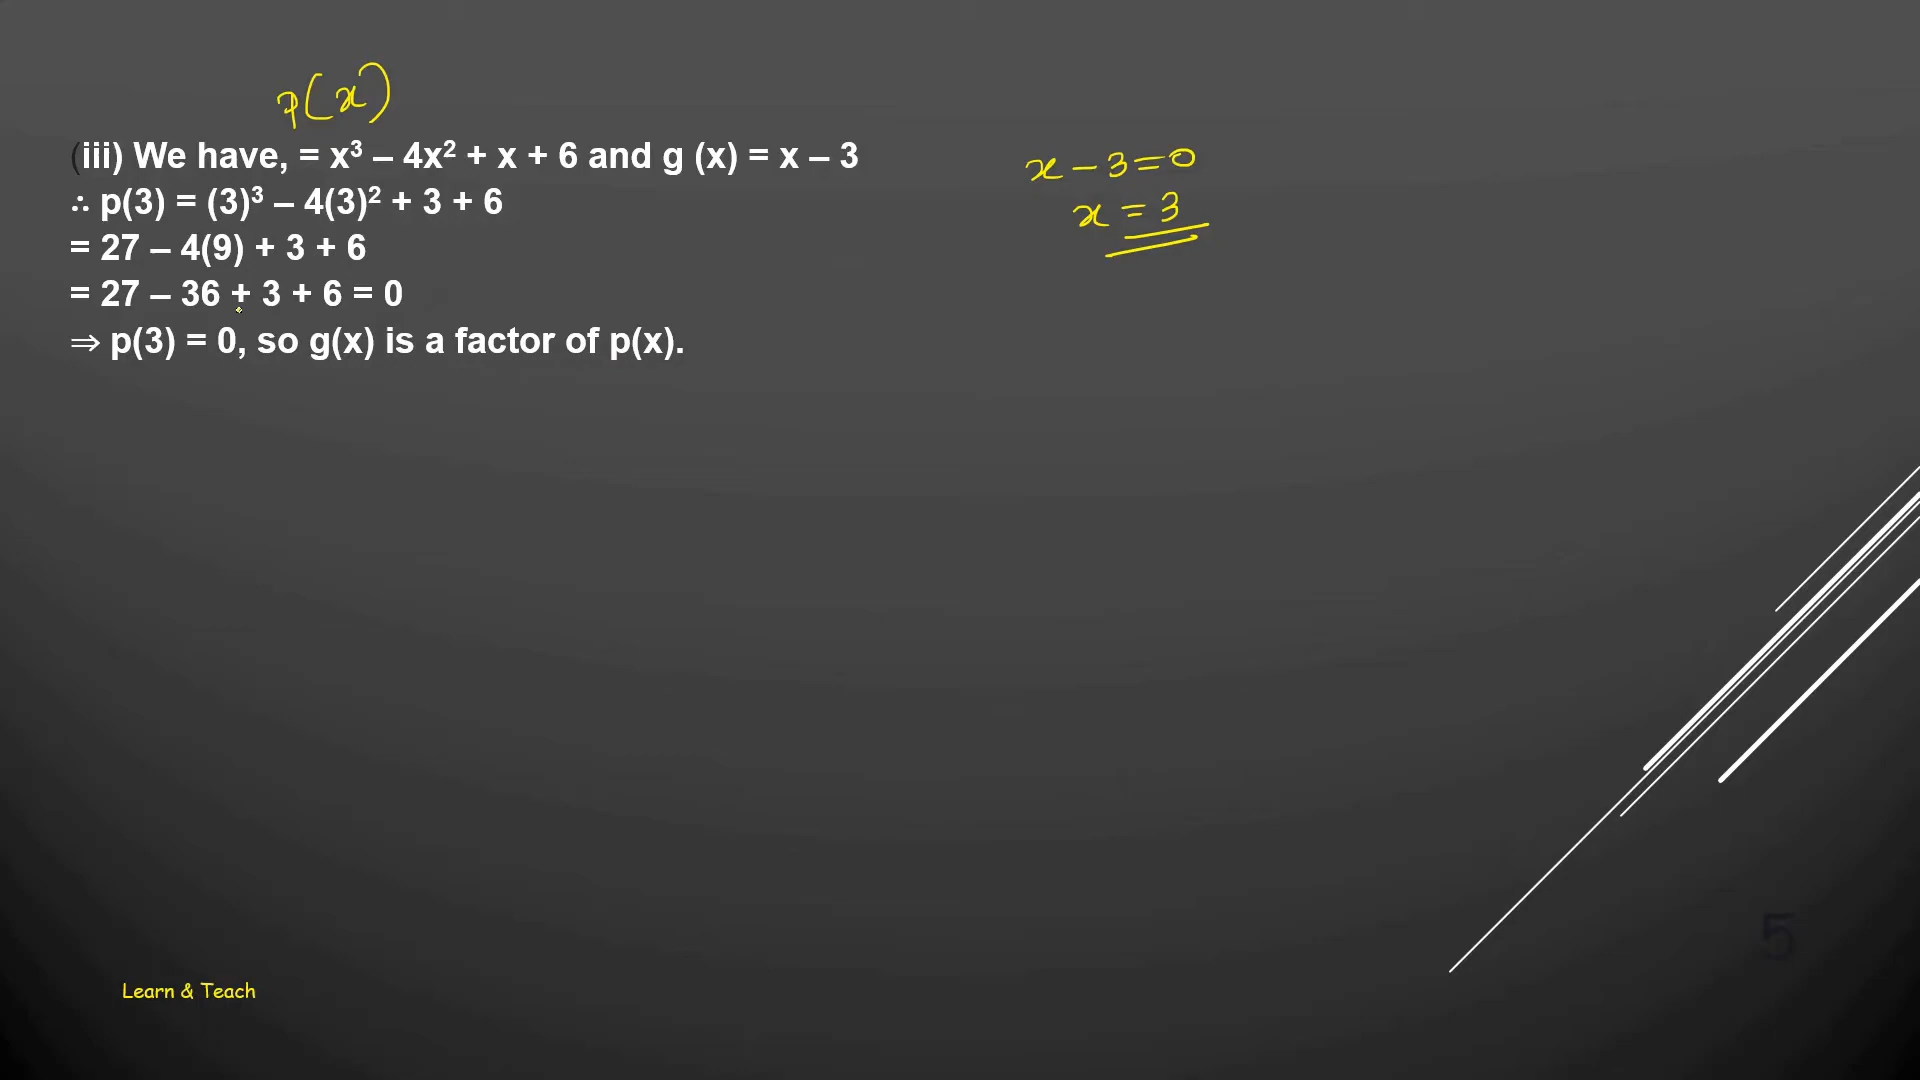 p(x)
(iii) We have, = x³ – 4x² + x + 6 and g (x) = x – 3
x – 3 = 0
∴ p(3) = (3)³ – 4(3)² + 3 + 6
x = 3
= 27 – 4(9) + 3 + 6
= 27 – 36 + 3 + 6 = 0
⇒ p(3) = 0, so g(x) is a factor of p(x).
5
Learn & Teach